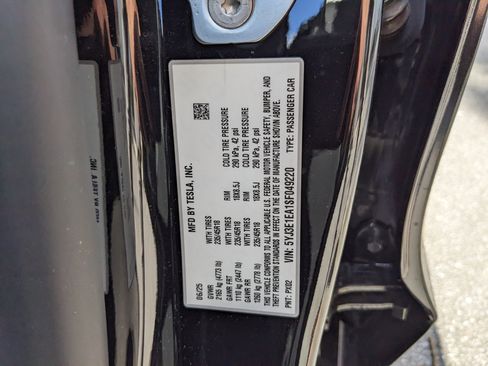 MFD BY TESLA, INC.
06/25
GVWR
2165 kg (4773 lb)
GAWR FRT WITH TIRES RIM COLD TIRE PRESSURE
1110 kg (2447 lb) 235/45R18 18X8.5J 290 kPa, 42 psi
GAWR RR WITH TIRES RIM COLD TIRE PRESSURE
1260 kg (2778 lb) 235/45R18 18X8.5J 290 kPa, 42 psi
THIS VEHICLE CONFORMS TO ALL APPLICABLE U.S. FEDERAL MOTOR VEHICLE SAFETY, BUMPER, AND
THEFT PREVENTION STANDARDS IN EFFECT ON THE DATE OF MANUFACTURE SHOWN ABOVE.
VIN: 5YJ3E1EA1SF049220
PNT: PX02 TYPE: PASSENGER CAR